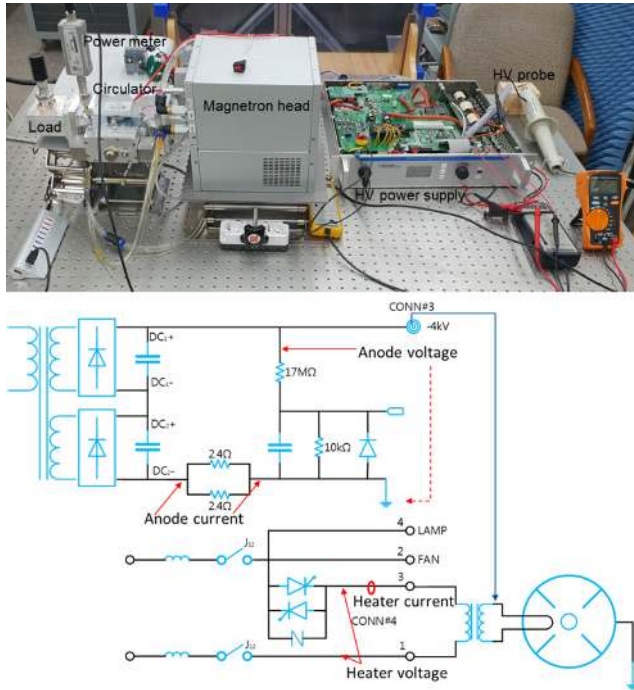 Power meter
HV probe
Circulator
Magnetron head
Load
HV power supply
CONN#3
DC₁+
-4kV
Anode voltage
17MΩ
DC₁-
DC₂+
2.4Ω
10kΩ
DC₂-
2.4Ω
Anode current
4
LAMP
J₁₂
2
FAN
3
Heater current
CONN#4
J₁₂
1
Heater voltage